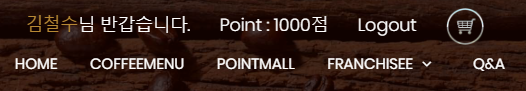 김철수님 반갑습니다. Point : 1000점 Logout
HOME COFFEEMENU POINTMALL FRANCHISEE Q&A